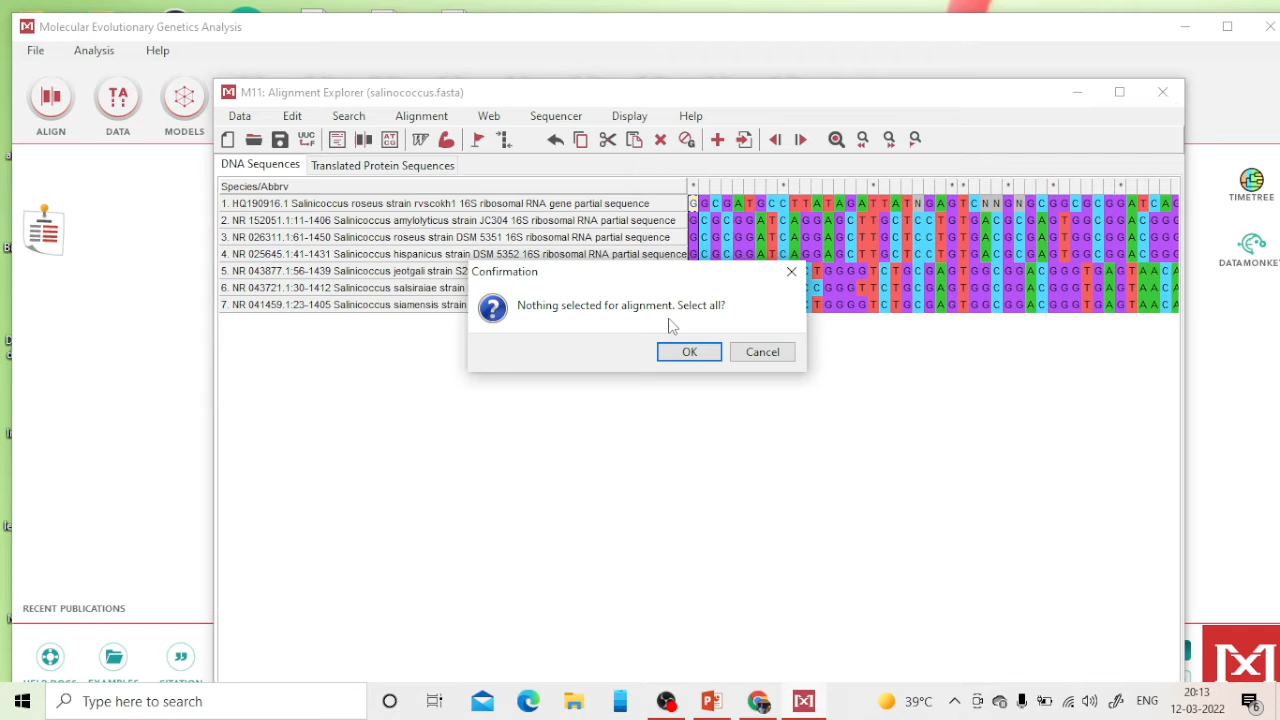 Molecular Evolutionary Genetics Analysis
File Analysis Help
ALIGN DATA MODELS
M11: Alignment Explorer (salinococcus.fasta)
Data Edit Search Alignment Web Sequencer Display Help
DNA Sequences Translated Protein Sequences
Species/Abbrv
1. HQ190916.1 Salinicoccus roseus strain rvscokh1 16S ribosomal RNA gene partial sequence
2. NR 152051.1:11-1406 Salinicoccus amylolyticus strain JC304 16S ribosomal RNA partial sequence
3. NR 026311.1:61-1450 Salinicoccus roseus strain DSM 5351 16S ribosomal RNA partial sequence
4. NR 025645.1:41-1431 Salinicoccus hispanicus strain DSM 5352 16S ribosomal RNA partial sequence
5. NR 043877.1:56-1439 Salinicoccus jeotgali strain S2
6. NR 043721.1:30-1412 Salinicoccus salsiraiae strain
7. NR 041459.1:23-1405 Salinicoccus siamensis strain
Confirmation
Nothing selected for alignment. Select all?
OK Cancel
TIMETREE
DATAMONKE
RECENT PUBLICATIONS
Type here to search
39°C ENG
20:13
12-03-2022
6